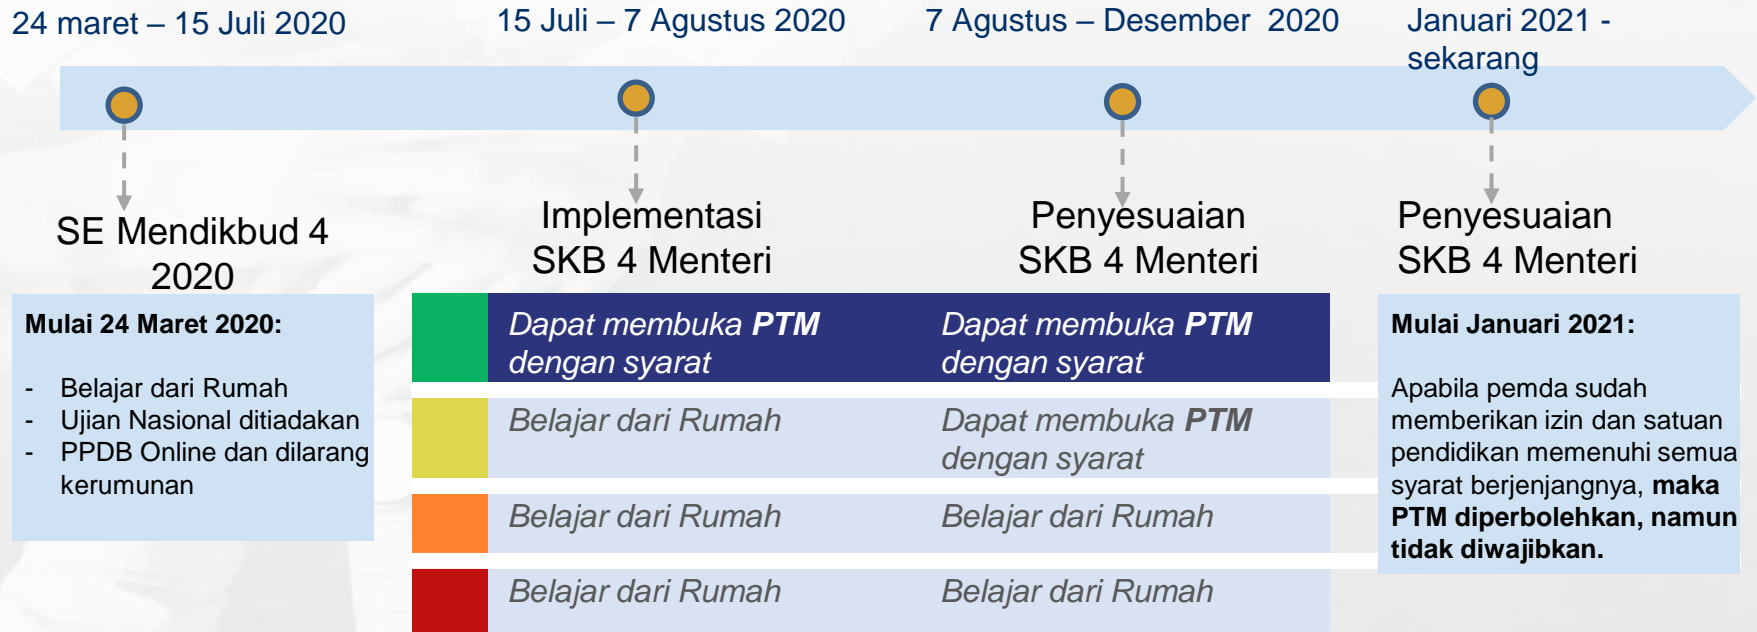 24 maret – 15 Juli 2020
15 Juli – 7 Agustus 2020
7 Agustus – Desember 2020
Januari 2021 -
sekarang
SE Mendikbud 4
2020
Implementasi
SKB 4 Menteri
Penyesuaian
SKB 4 Menteri
Penyesuaian
SKB 4 Menteri
Mulai 24 Maret 2020:
- Belajar dari Rumah
- Ujian Nasional ditiadakan
- PPDB Online dan dilarang
kerumunan
Dapat membuka PTM
dengan syarat
Dapat membuka PTM
dengan syarat
Belajar dari Rumah
Dapat membuka PTM
dengan syarat
Belajar dari Rumah
Belajar dari Rumah
Belajar dari Rumah
Belajar dari Rumah
Mulai Januari 2021:
Apabila pemda sudah
memberikan izin dan satuan
pendidikan memenuhi semua
syarat berjenjangnya, maka
PTM diperbolehkan, namun
tidak diwajibkan.